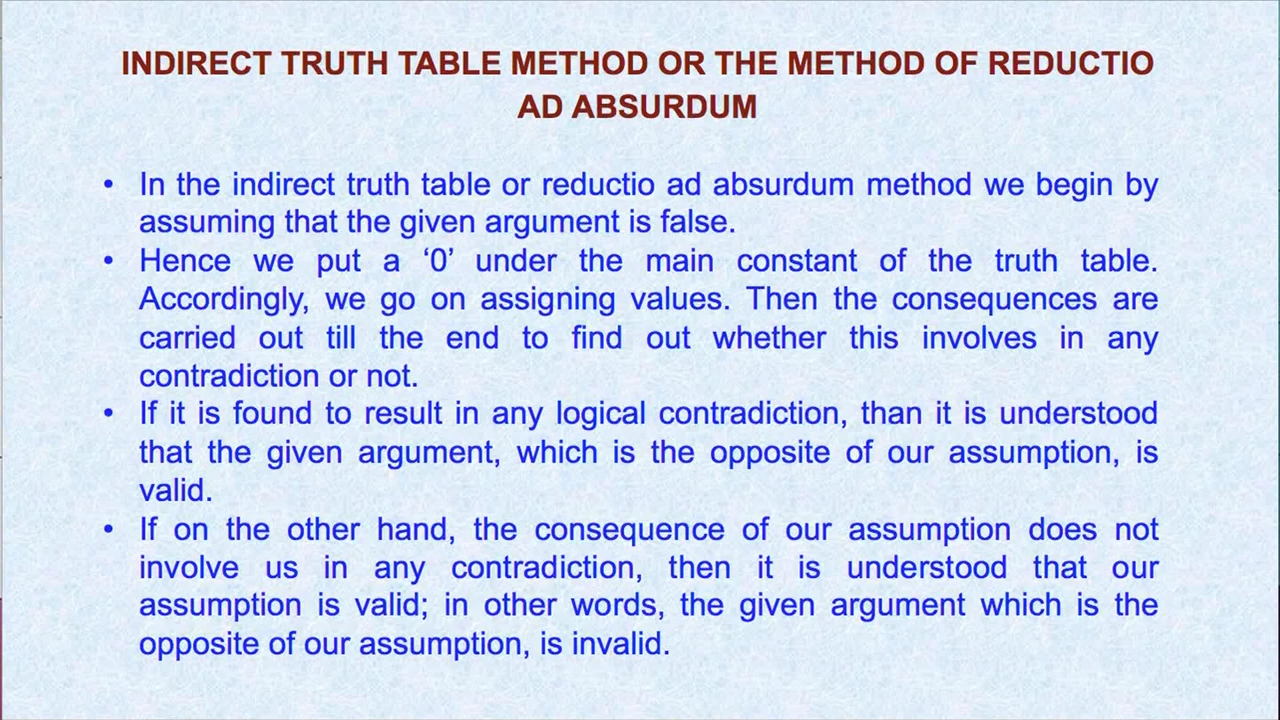 INDIRECT TRUTH TABLE METHOD OR THE METHOD OF REDUCTIO
AD ABSURDUM
• In the indirect truth table or reductio ad absurdum method we begin by
assuming that the given argument is false.
• Hence we put a ‘0’ under the main constant of the truth table.
Accordingly, we go on assigning values. Then the consequences are
carried out till the end to find out whether this involves in any
contradiction or not.
• If it is found to result in any logical contradiction, than it is understood
that the given argument, which is the opposite of our assumption, is
valid.
• If on the other hand, the consequence of our assumption does not
involve us in any contradiction, then it is understood that our
assumption is valid; in other words, the given argument which is the
opposite of our assumption, is invalid.